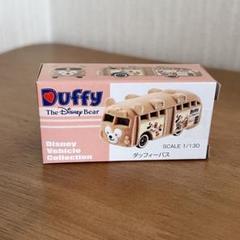 Duffy
The Disney Bear
Disney
Vehicle
Collection
SCALE 1/130
ダッフィーバス